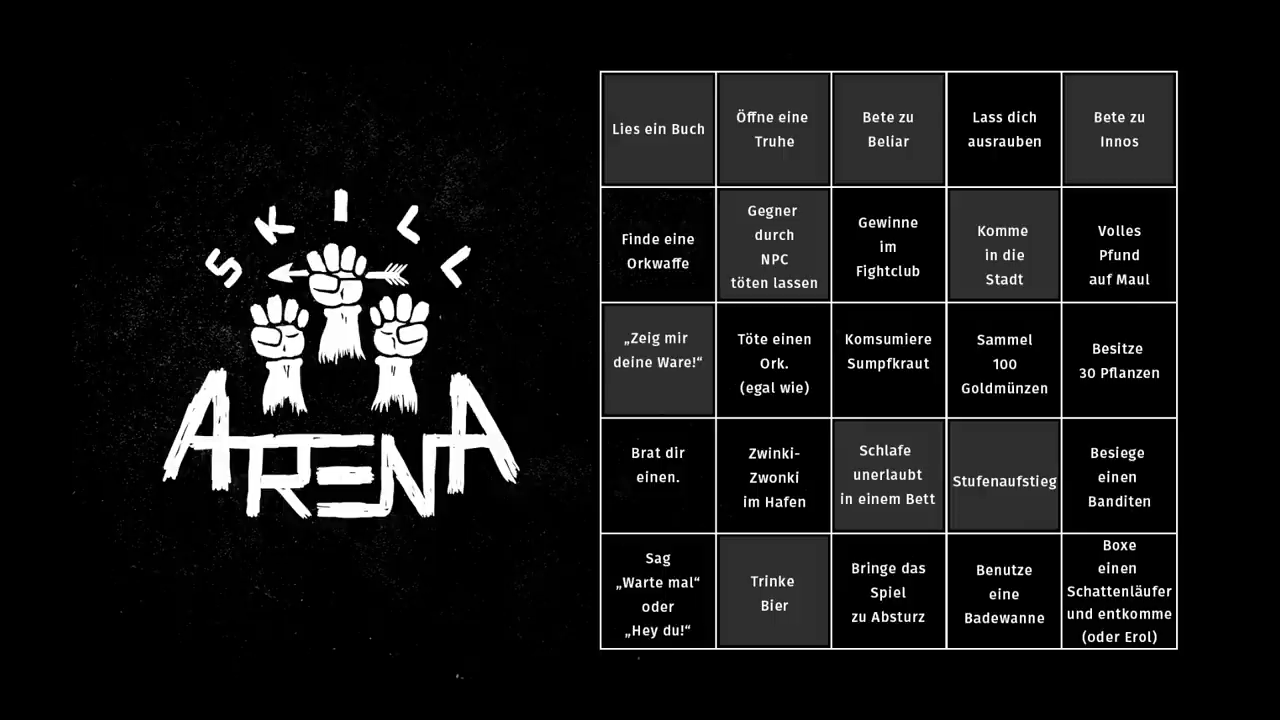 SKILL
ARENA
Lies ein Buch
Öffne eine
Truhe
Bete zu
Beliar
Lass dich
ausrauben
Bete zu
Innos
Finde eine
Orkwaffe
Gegner
durch
NPC
töten lassen
Gewinne
im
Fightclub
Komme
in die
Stadt
Volles
Pfund
auf Maul
„Zeig mir
deine Ware!“
Töte einen
Ork.
(egal wie)
Komsumiere
Sumpfkraut
Sammel
100
Goldmünzen
Besitze
30 Pflanzen
Brat dir
einen.
Zwinki-
Zwonki
im Hafen
Schlafe
unerlaubt
in einem Bett
Stufenaufstieg
Besiege
einen
Banditen
Sag
„Warte mal“
oder
„Hey du!“
Trinke
Bier
Bringe das
Spiel
zu Absturz
Benutze
eine
Badewanne
Boxe
einen
Schattenläufer
und entkomme
(oder Erol)